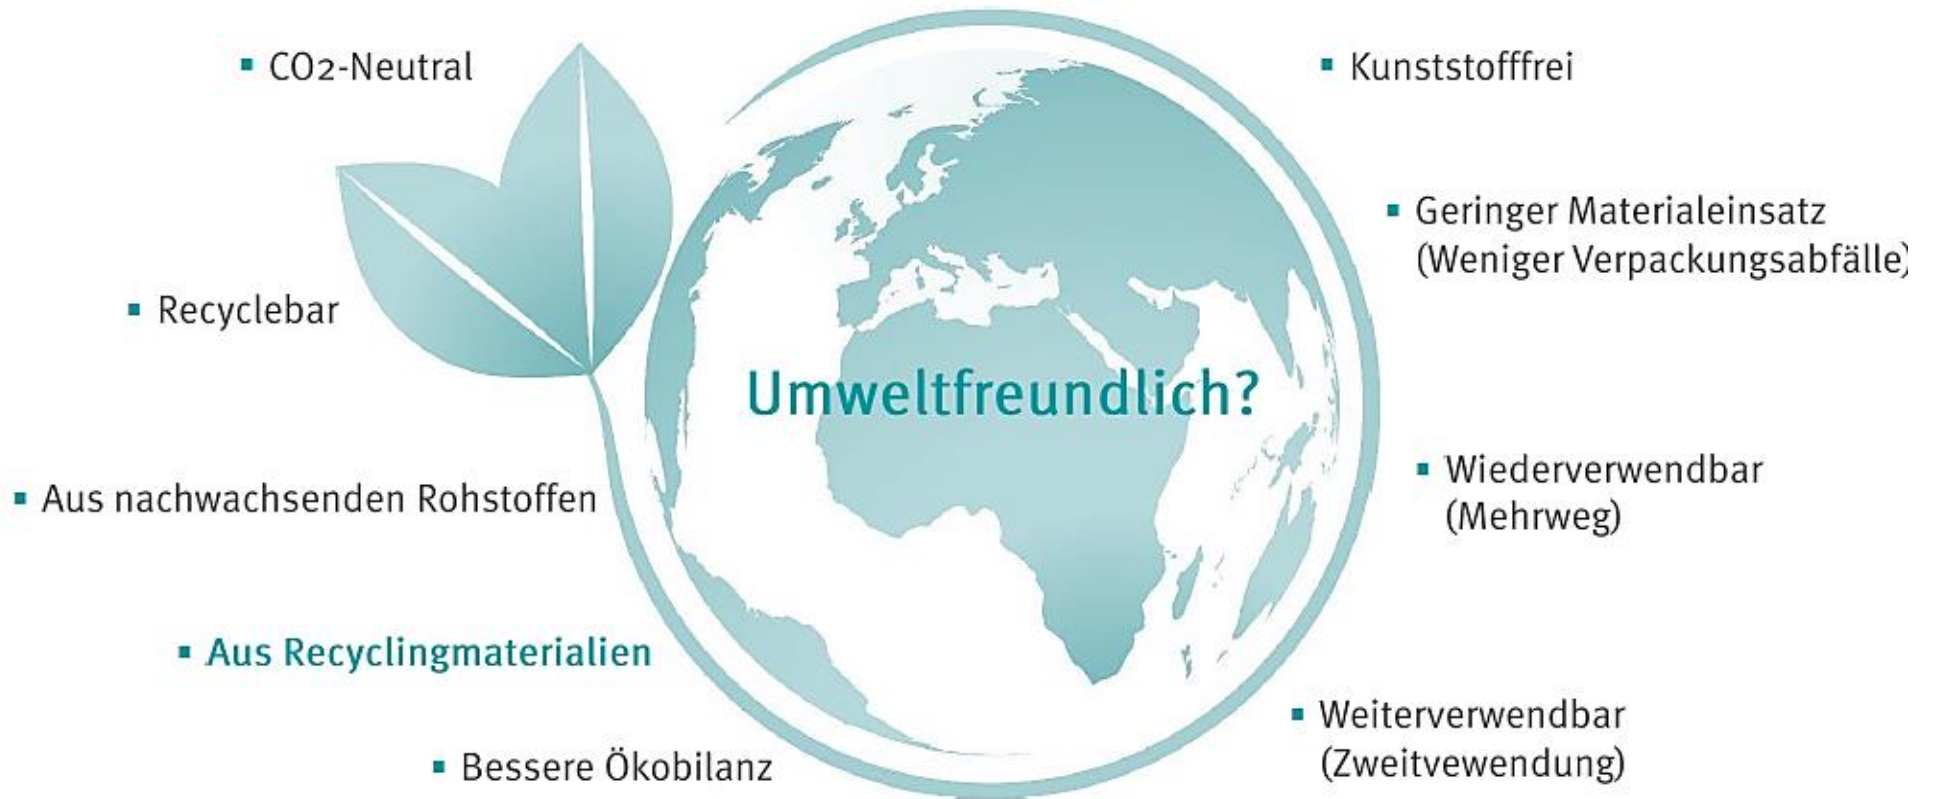 CO2-Neutral
Recyclebar
Aus nachwachsenden Rohstoffen
Aus Recyclingmaterialien
Bessere Ökobilanz
Umweltfreundlich?
Kunststofffrei
Geringer Materialeinsatz
(Weniger Verpackungsabfälle)
Wiederverwendbar
(Mehrweg)
Weiterverwendbar
(Zweitvewendung)